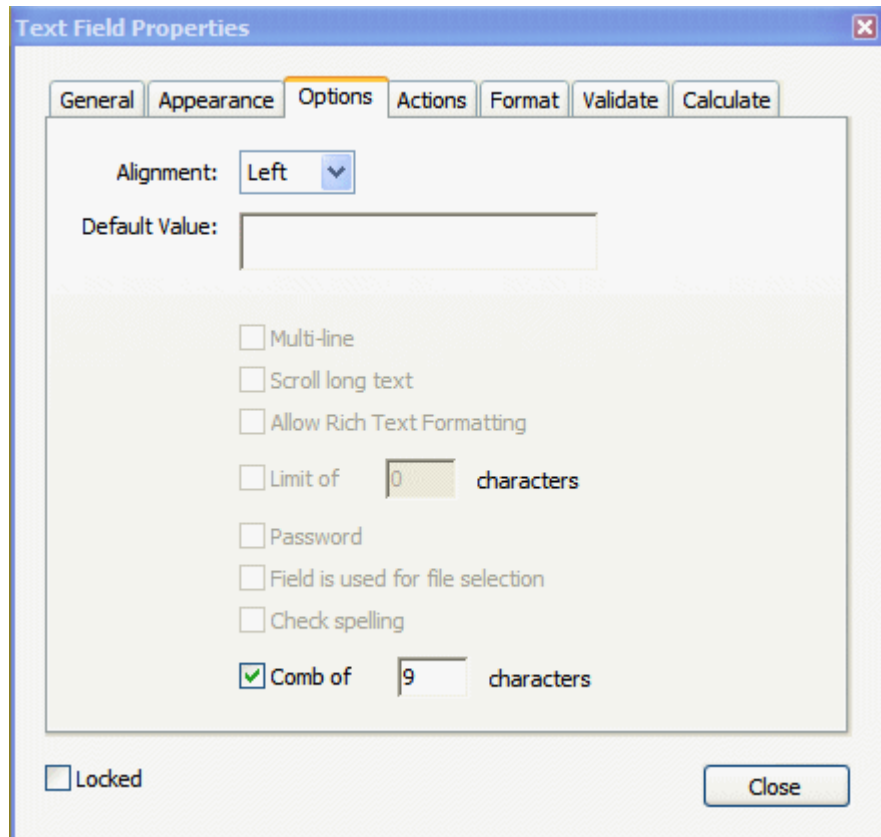 Text Field Properties
General Appearance Options Actions Format Validate Calculate
Alignment: Left
Default Value:
Multi-line
Scroll long text
Allow Rich Text Formatting
Limit of 0 characters
Password
Field is used for file selection
Check spelling
Comb of 9 characters
Locked
Close